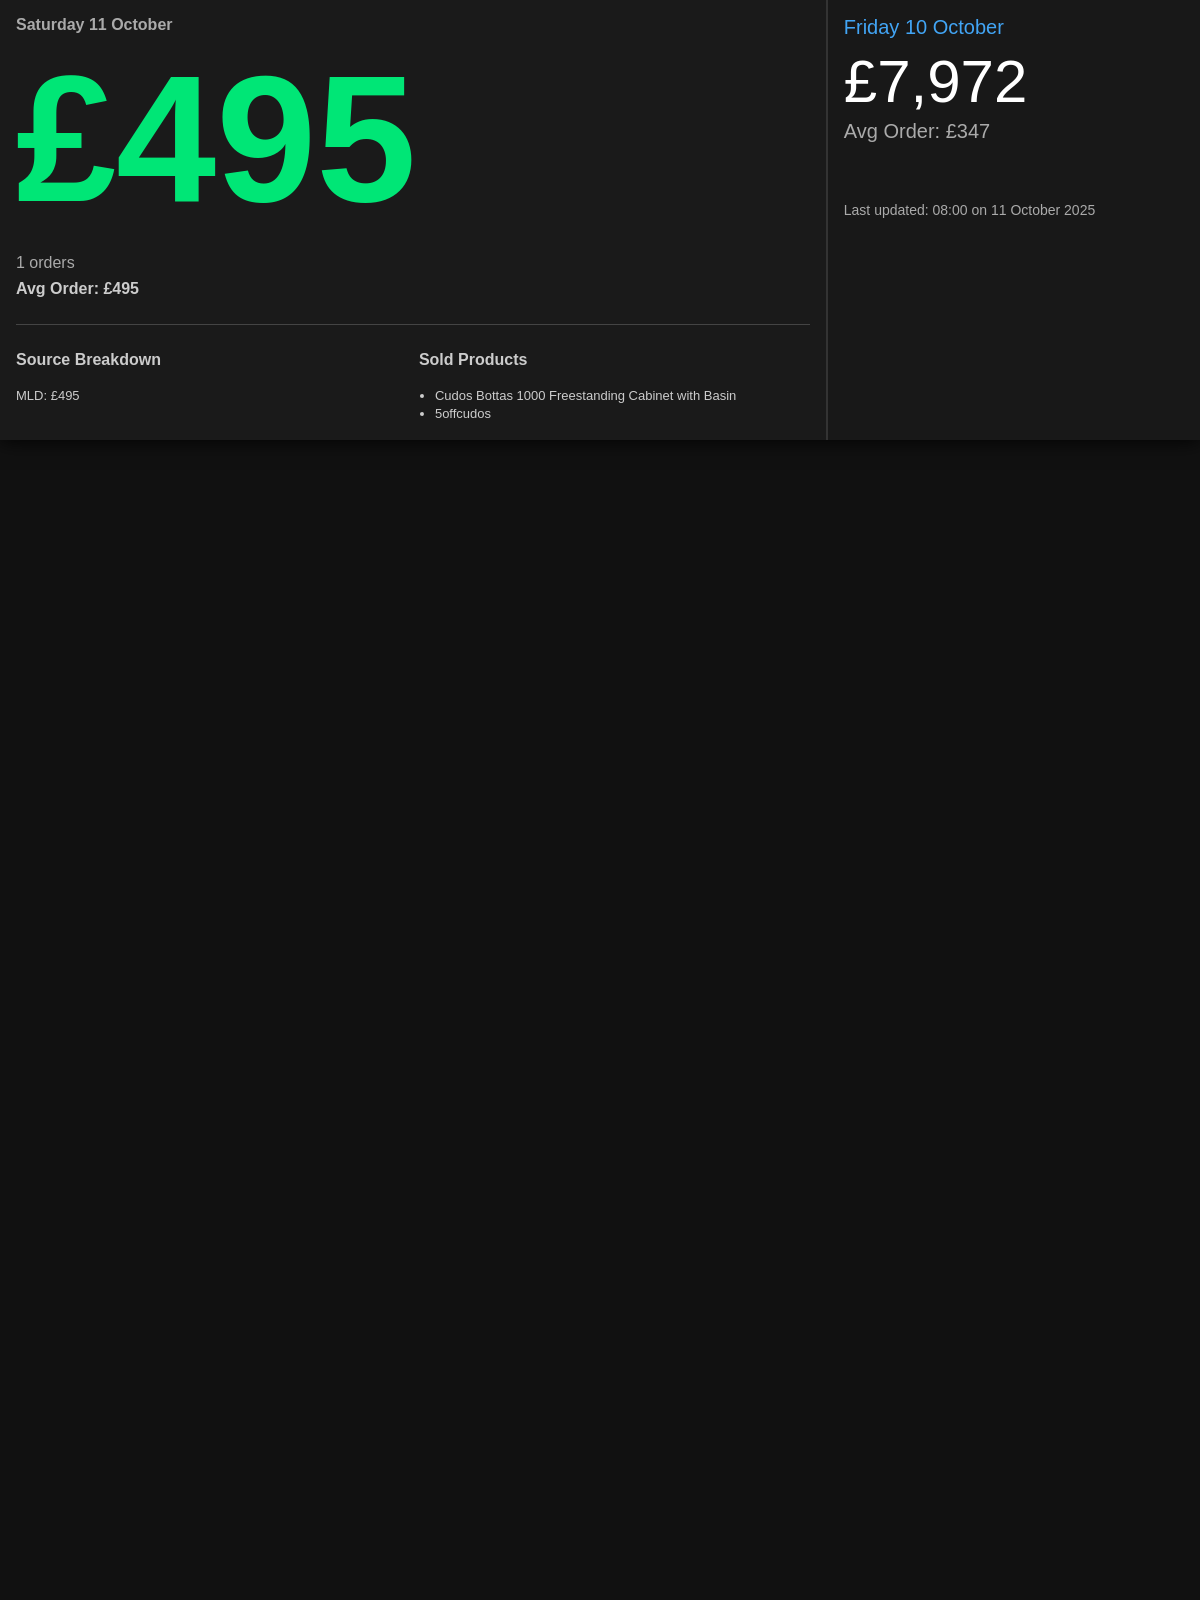 Saturday 11 October
£495
1 orders
Avg Order: £495
Source Breakdown
MLD: £495
Sold Products
Cudos Bottas 1000 Freestanding Cabinet with Basin
5offcudos
Friday 10 October
£7,972
Avg Order: £347
Last updated: 08:00 on 11 October 2025